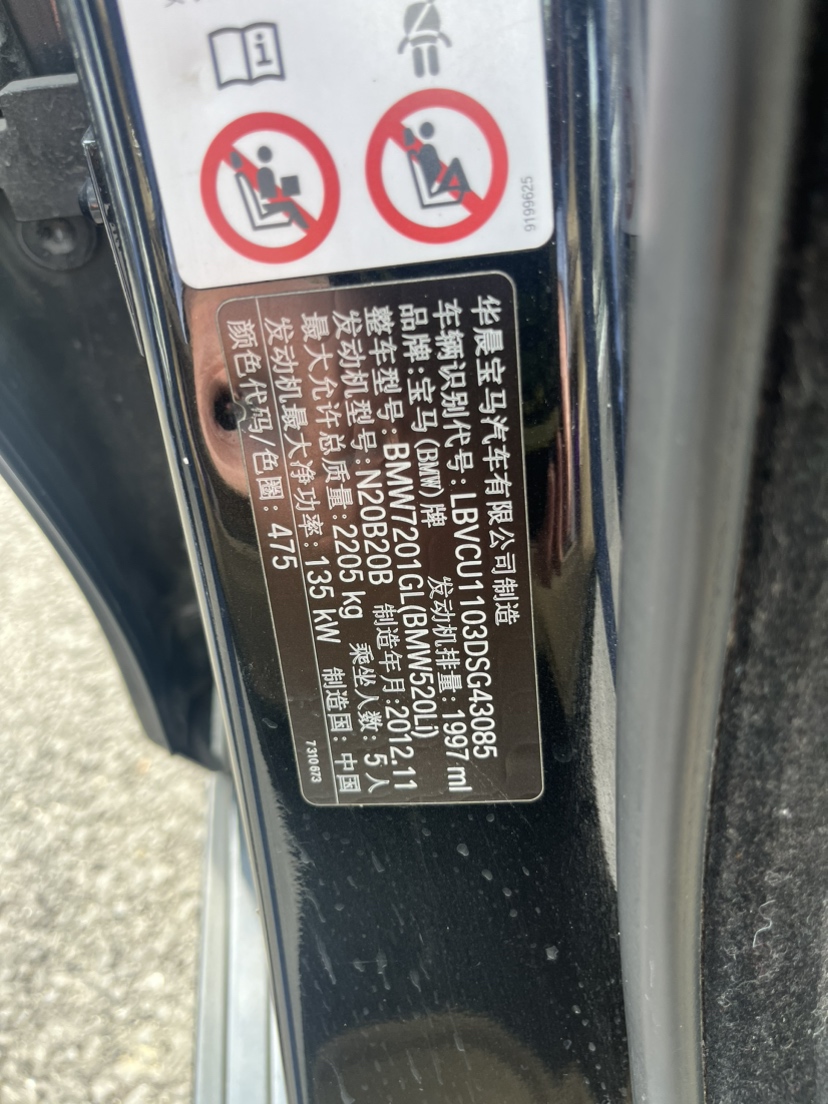 9199625
华晨宝马汽车有限公司制造
车辆识别代号:LBVCU1103DSG43085
品牌:宝马(BMW)牌 发动机排量:1997 ml
整车型号:BMW7201GL(BMW520Li)
发动机型号:N20B20B 制造年月:2012.11
最大允许总质量:2205 kg 乘坐人数:5人
发动机最大净功率:135 kW 制造国:中国
颜色代码/色圈:475
7 310 673